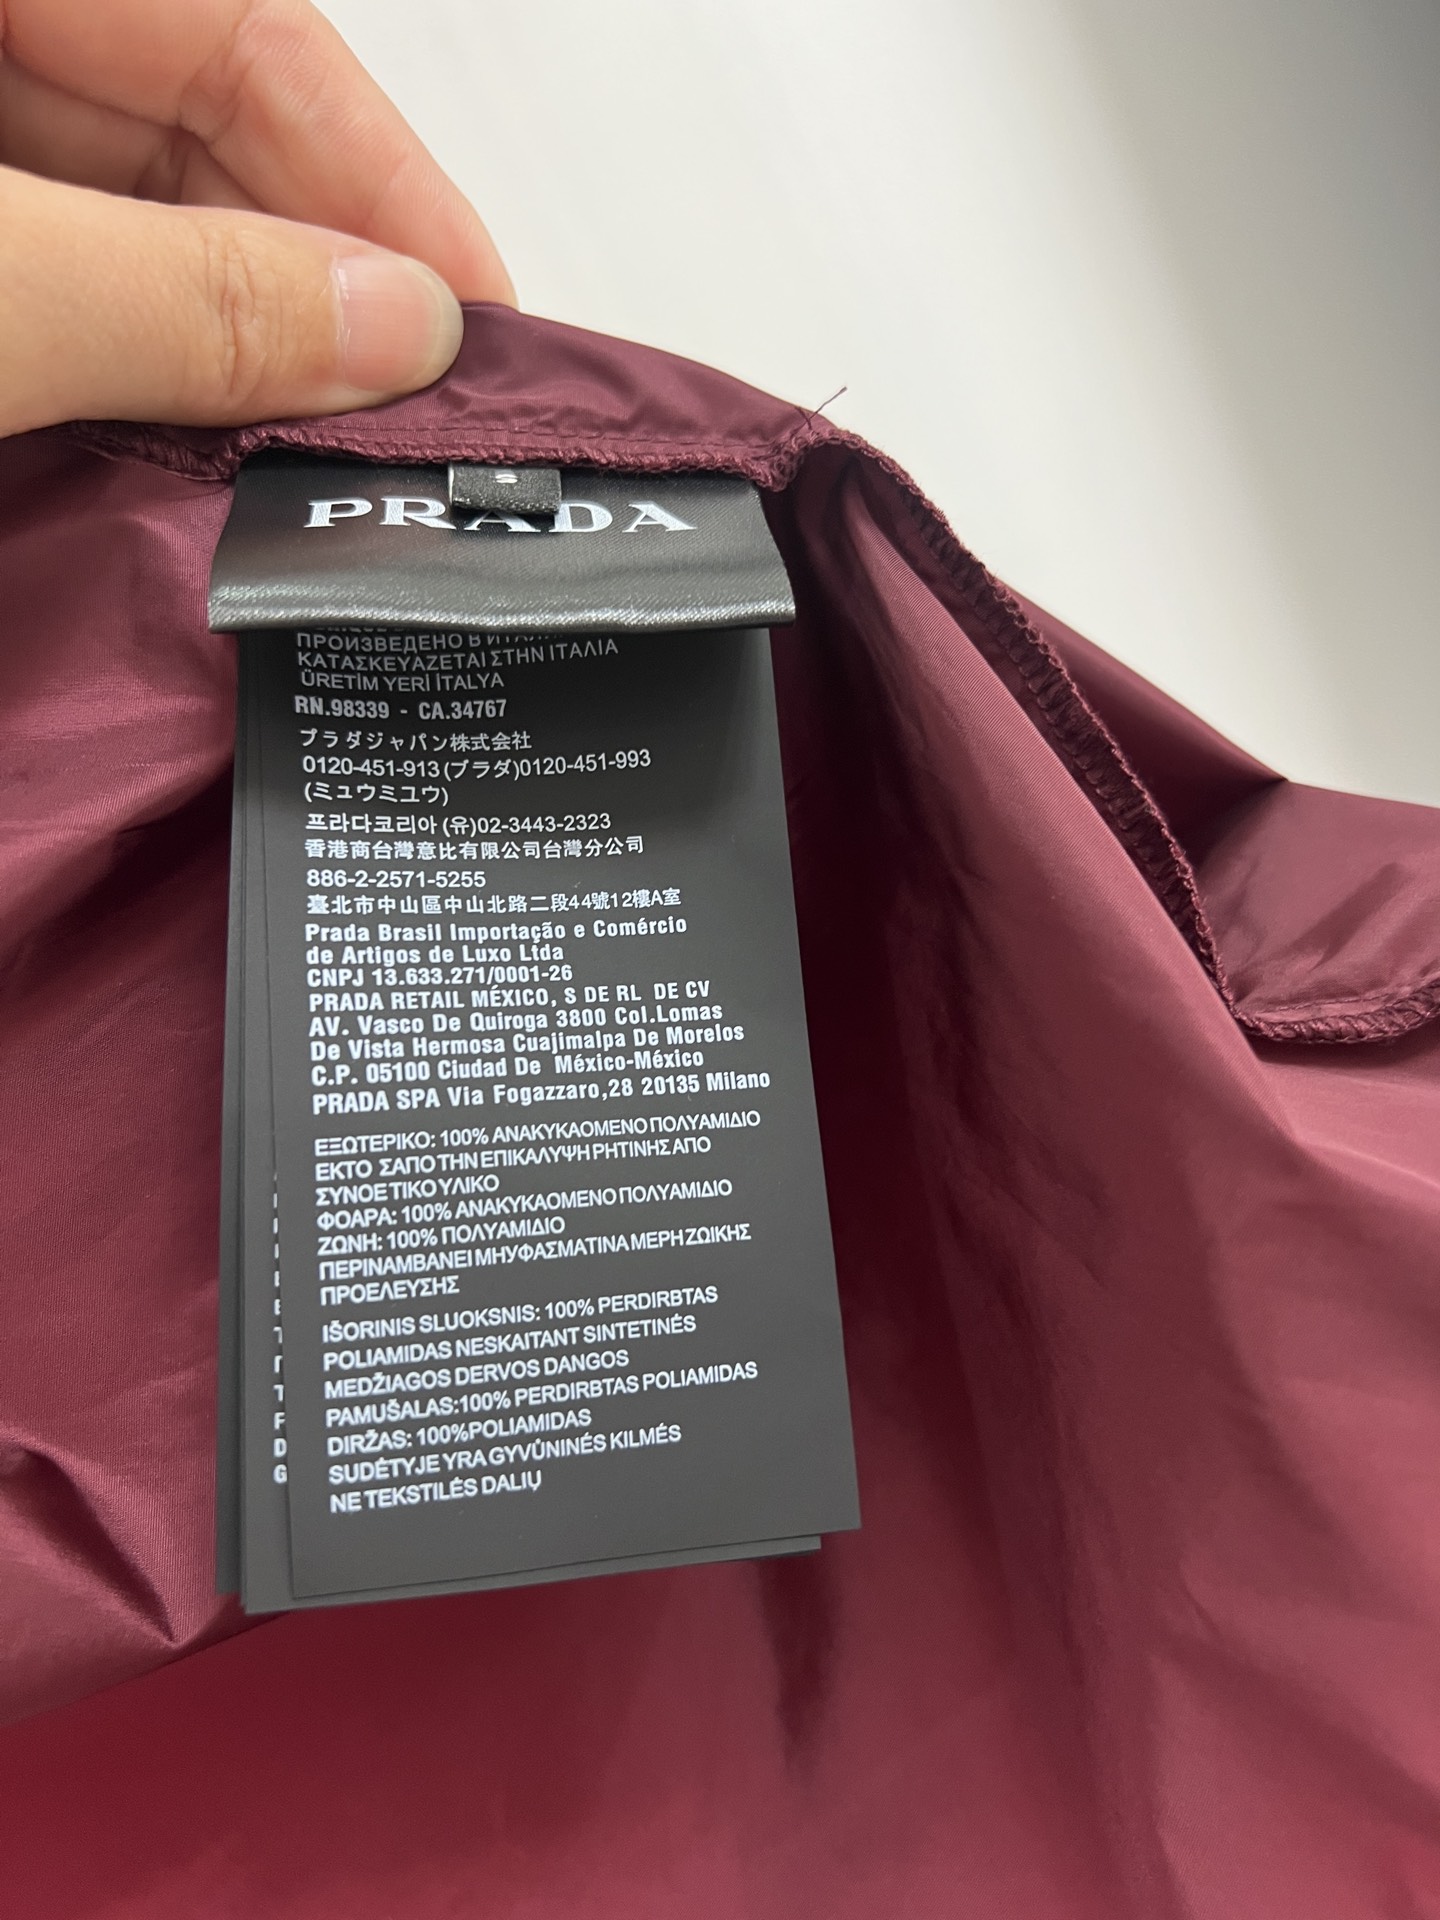 S
PRADA
ПРОИЗВЕДЕНО В ИТАЛИ
ΚΑΤΑΣΚΕΥΑΖΕΤΑΙ ΣΤΗΝ ΙΤΑΛΙΑ
ÜRETİM YERİ İTALYA
RN.98339 - CA.34767
プラダジャパン株式会社
0120-451-913(プラダ)0120-451-993
(ミュウミュウ)
프라다코리아(유)02-3443-2323
香港商台灣意比有限公司台灣分公司
886-2-2571-5255
臺北市中山區中山北路二段44號12樓A室
Prada Brasil Importação e Comércio
de Artigos de Luxo Ltda
CNPJ 13.633.271/0001-26
PRADA RETAIL MÉXICO, S DE RL DE CV
AV. Vasco De Quiroga 3800 Col.Lomas
De Vista Hermosa Cuajimalpa De Morelos
C.P. 05100 Ciudad De México-México
PRADA SPA Via Fogazzaro,28 20135 Milano
ΕΞΩΤΕΡΙΚΟ: 100% ΑΝΑΚΥΚΑΟΜΕΝΟ ΠΟΛΥΑΜΙΔΙΟ
ΕΚΤΟ ΣΑΠΟ ΤΗΝ ΕΠΙΚΑΛΥΨΗ ΡΗΤΙΝΗΣ ΑΠΟ
ΣΥΝΟΕΤΙΚΟ ΥΛΙΚΟ
ΦΟΑΡΑ: 100% ΑΝΑΚΥΚΑΟΜΕΝΟ ΠΟΛΥΑΜΙΔΙΟ
ΖΩΝΗ: 100% ΠΟΛΥΑΜΙΔΙΟ
ΠΕΡΙΝΑΜΒΑΝΕΙ ΜΗΥΦΑΣΜΑΤΙΝΑ ΜΕΡΗ ΖΩΙΚΗΣ
ΠΡΟΕΛΕΥΣΗΣ
IŠORINIS SLUOKSNIS: 100% PERDIRBTAS
POLIAMIDAS NESKAITANT SINTETINĖS
MEDŽIAGOS DERVOS DANGOS
PAMUŠALAS:100% PERDIRBTAS POLIAMIDAS
DIRŽAS: 100%POLIAMIDAS
SUDĖTYJE YRA GYVŪNINĖS KILMĖS
NE TEKSTILĖS DALIŲ